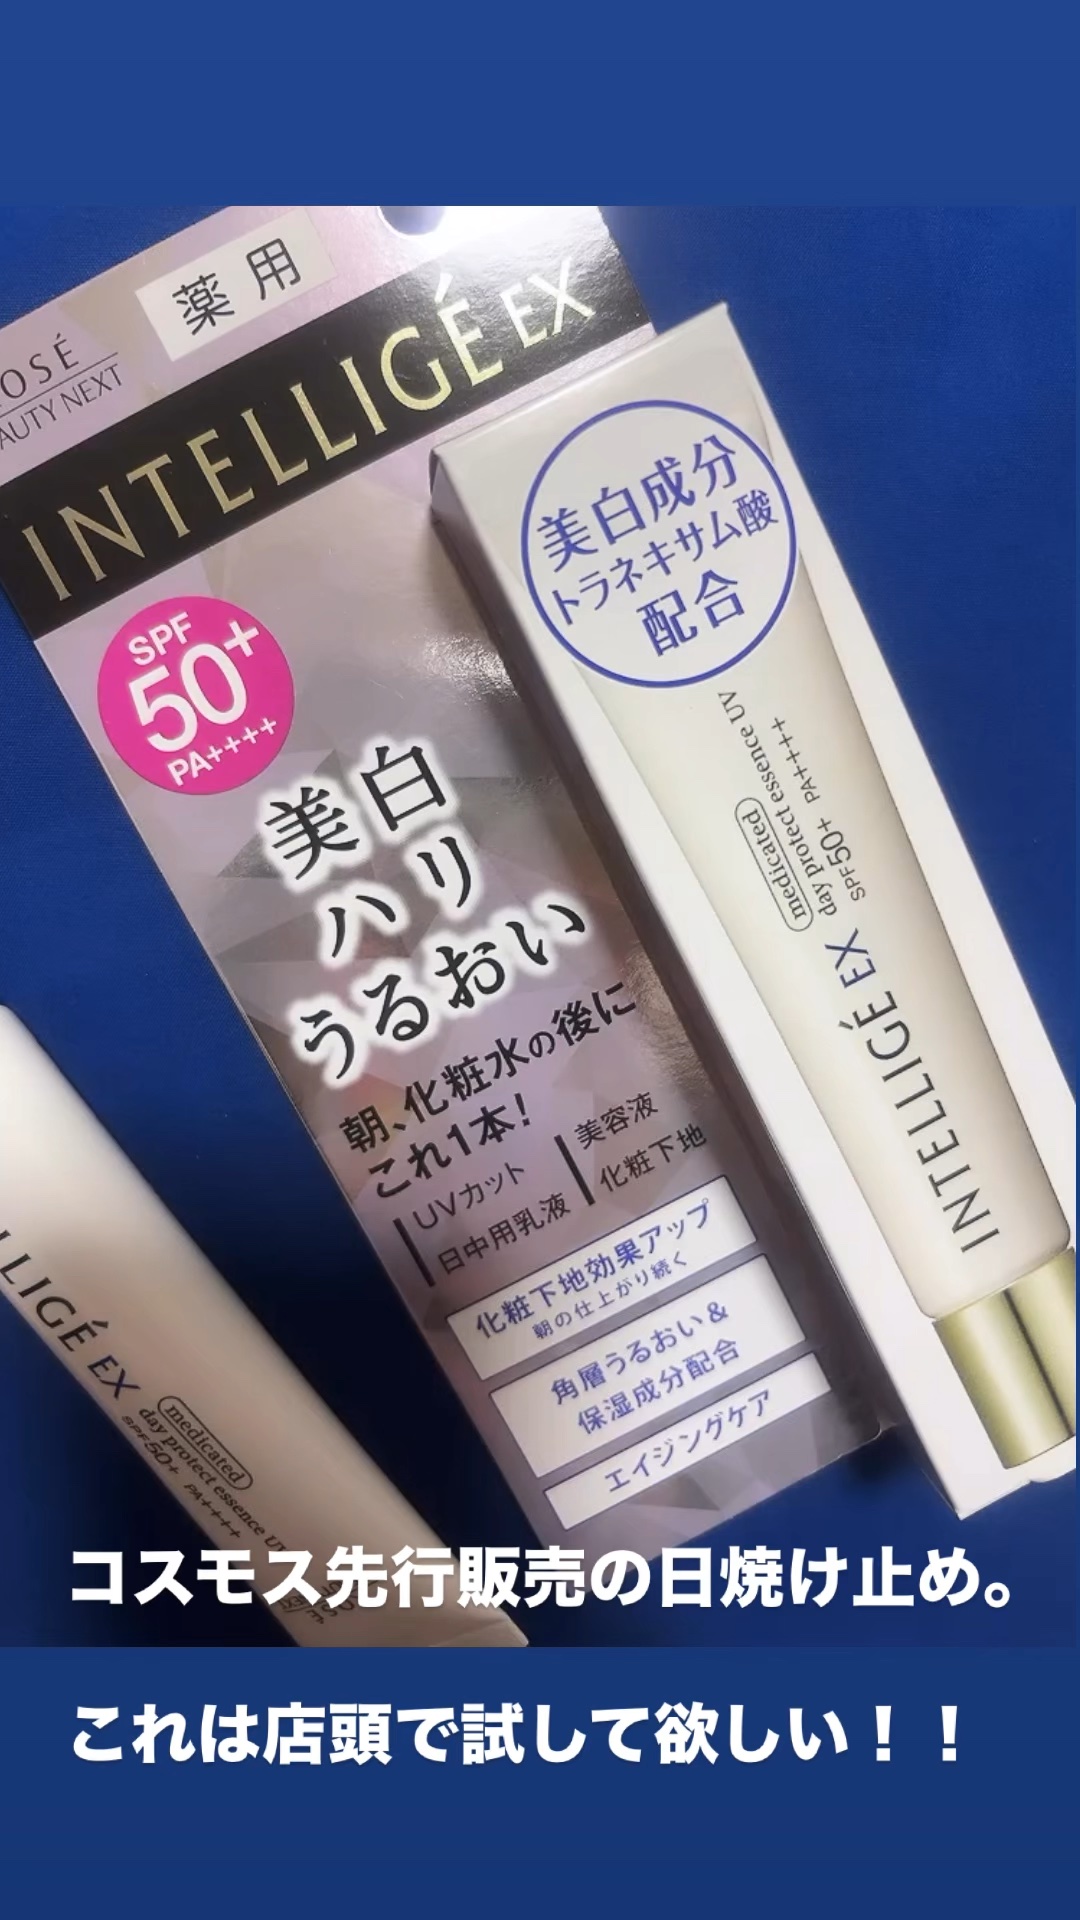 薬用
OSÉ
AUTY NEXT
INTELLIGÉ EX
SPF
50+
PA++++
美白
ハリ
うるおい
朝、化粧水の後に
これ1本!
UVカット
日中用乳液
美容液
化粧下地
化粧下地効果アップ
朝の仕上がり続く
角層うるおい&
保湿成分配合
エイジングケア
美白成分
トラネキサム酸
配合
INTELLIGÉ EX
medicated
day protect essence UV
SPF50+ PA++++
LLIGÉ EX
medicated
day protect essence UV
SPF50+ PA++++
コスモス先行販売の日焼け止め。
これは店頭で試して欲しい！！